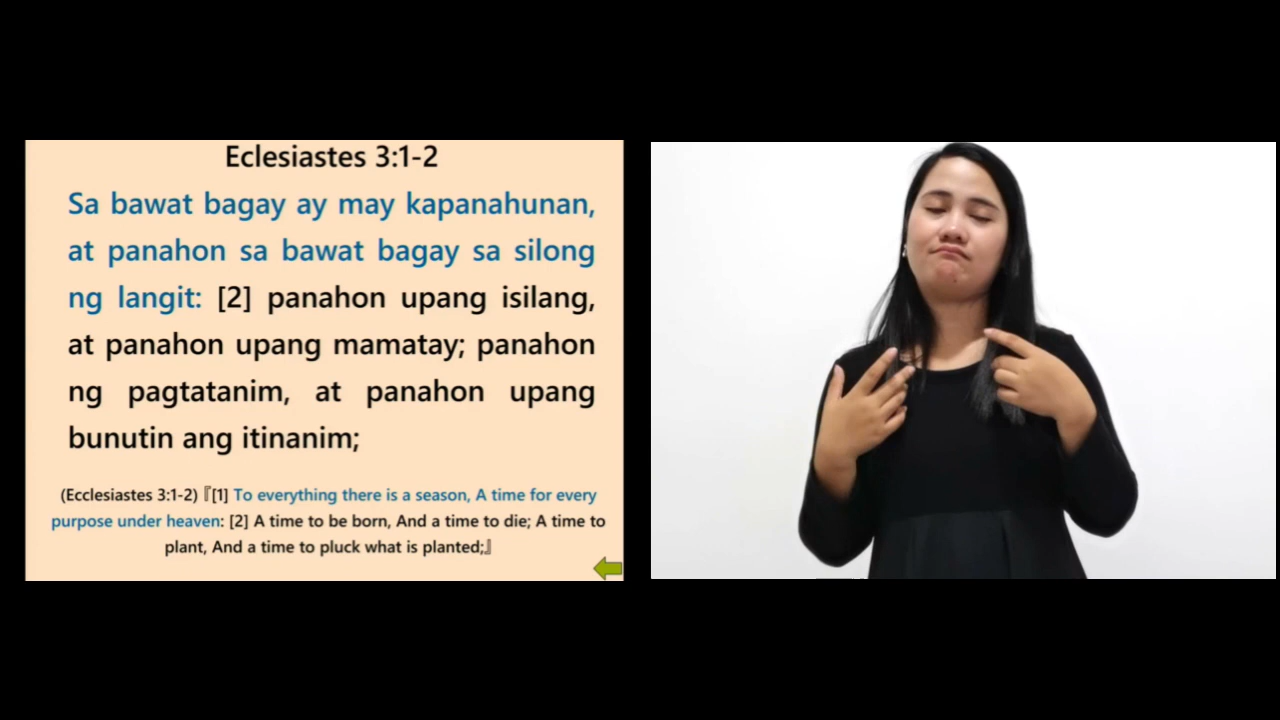 Eclesiastes 3:1-2
Sa bawat bagay ay may kapanahunan,
at panahon sa bawat bagay sa silong
ng langit: [2] panahon upang isilang,
at panahon upang mamatay; panahon
ng pagtatanim, at panahon upang
bunutin ang itinanim;
(Ecclesiastes 3:1-2)『[1] To everything there is a season, A time for every
purpose under heaven: [2] A time to be born, And a time to die; A time to
plant, And a time to pluck what is planted;』